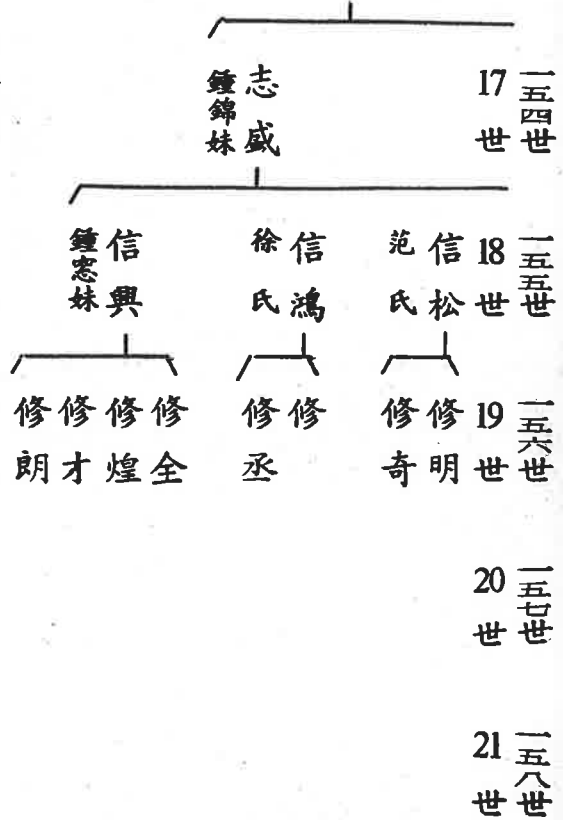 一五四世
17世
志盛
鍾錦妹
一五五世
18世
信松
范氏
信鴻
徐氏
信興
鍾窓妹
一五六世
19世
修明
修奇
修
修丞
修全
修煌
修才
修朗
一五七世
20世
一五八世
21世